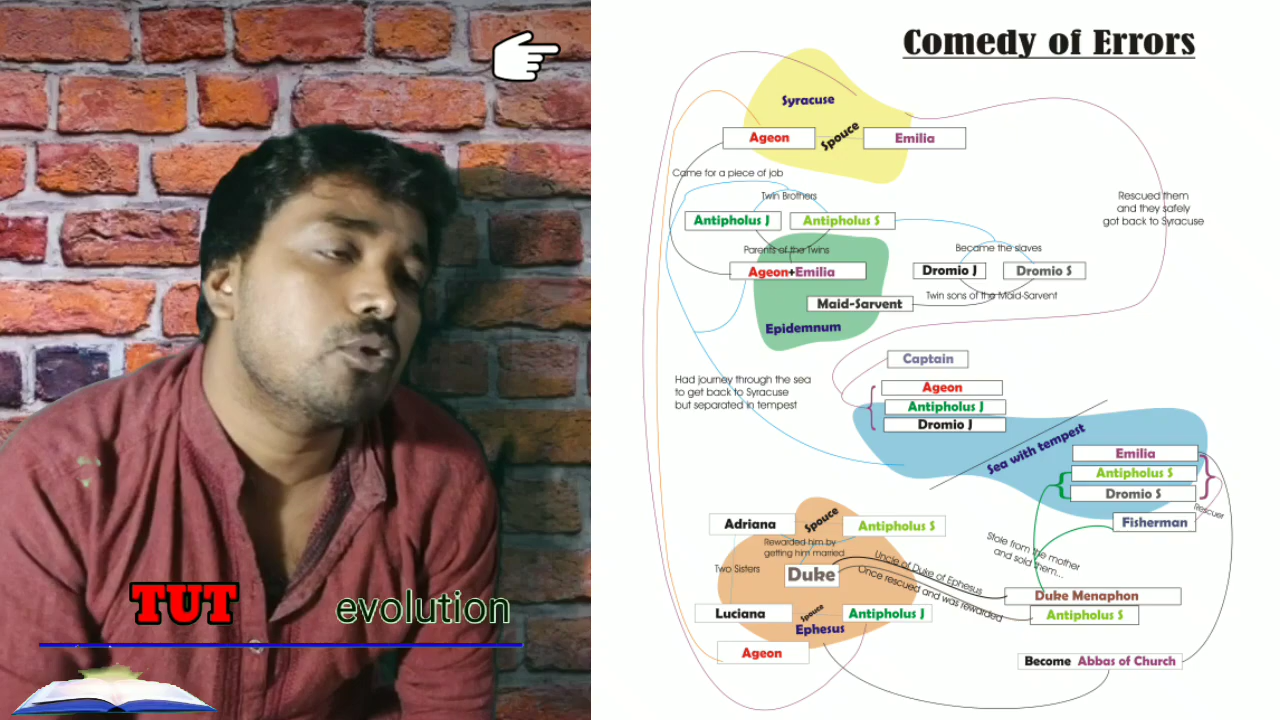 Comedy of Errors
Syracuse
Ageon
Spouce
Emilia
Came for a piece of job
Twin Brothers
Antipholus J
Antipholus S
Rescued them
and they safely
got back to Syracuse
Parents of the Twins
Became the slaves
Ageon+Emilia
Dromio J
Dromio S
Maid-Sarvent
Twin sons of the Maid-Sarvent
Epidemnum
Captain
Had journey through the sea
to get back to Syracuse
but separated in tempest
Ageon
Antipholus J
Dromio J
Sea with tempest
Emilia
Antipholus S
Dromio S
Rescuer
Fisherman
Adriana
Spouce
Antipholus S
Rewarded him by
getting him married
Stole from the mother
and sold them...
Two Sisters
Duke
Uncle of Duke of Ephesus
Once rescued and was rewarded
Duke Menaphon
Antipholus S
Luciana
Spouce
Antipholus J
Ephesus
Ageon
Become Abbas of Church
TUT evolution